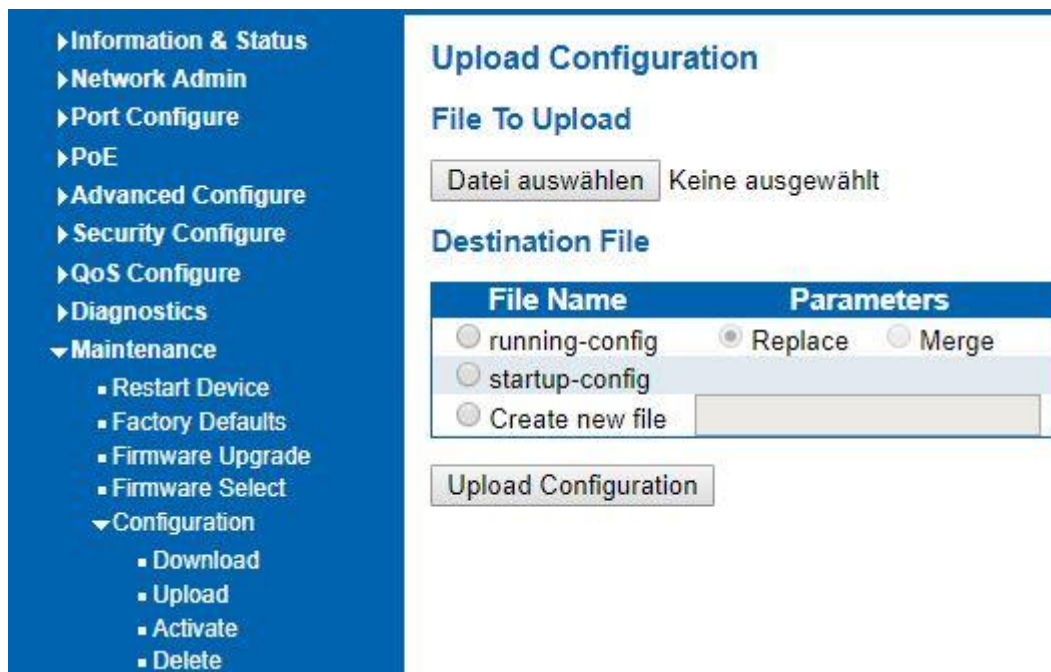 Information & Status
Network Admin
Port Configure
PoE
Advanced Configure
Security Configure
QoS Configure
Diagnostics
Maintenance
Restart Device
Factory Defaults
Firmware Upgrade
Firmware Select
Configuration
Download
Upload
Activate
Delete
Upload Configuration
File To Upload
Datei auswählen Keine ausgewählt
Destination File
File Name Parameters
running-config Replace Merge
startup-config
Create new file
Upload Configuration